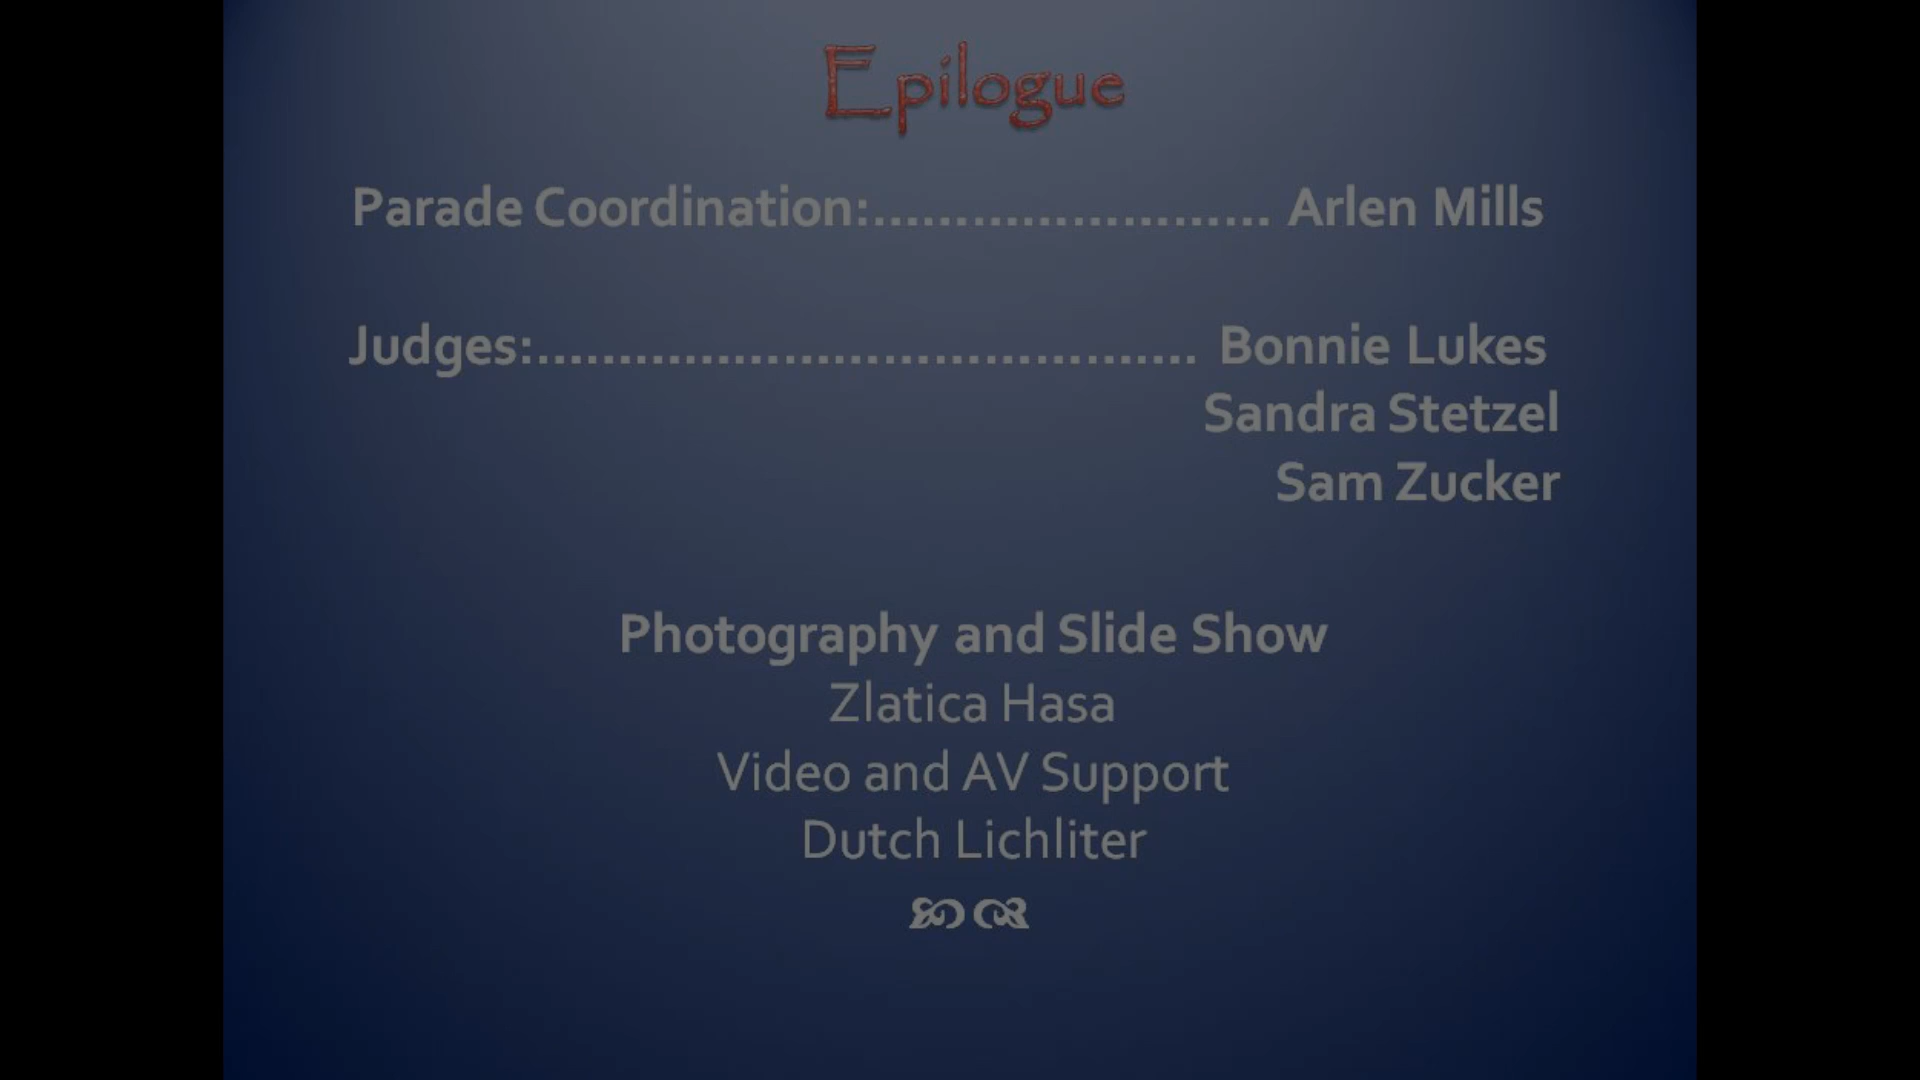 Epilogue
Parade Coordination:........................ Arlen Mills
Judges:........................................ Bonnie Lukes
Sandra Stetzel
Sam Zucker
Photography and Slide Show
Zlatica Hasa
Video and AV Support
Dutch Lichliter